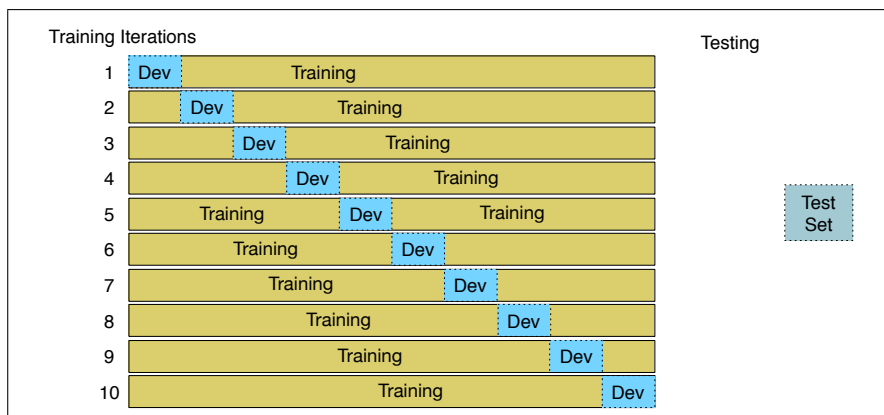 Training Iterations
Testing
1 Dev Training
2 Dev Training
3 Dev Training
4 Dev Training
5 Training Dev Training
6 Training Dev
7 Training Dev
8 Training Dev
9 Training Dev
10 Training Dev
Test
Set